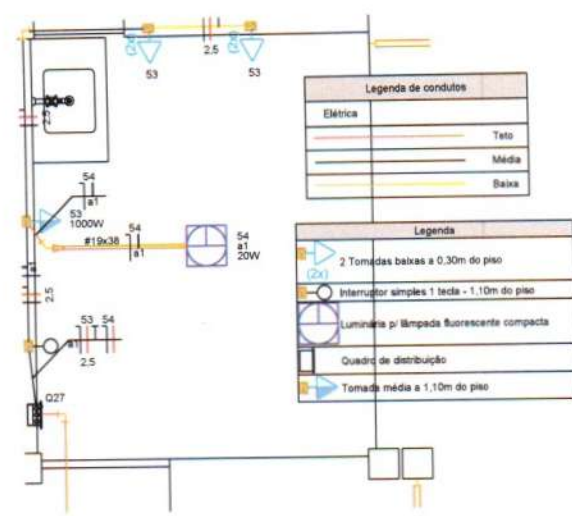 (2x)
(2x)
2,5
53
53
2,5
Legenda de condutos
Elétrica
Teto
Média
Baixa
54
a1
53
1000W
54
#19x38
a1
54
a1
20W
2,5
Legenda
(2x)
2 Tomadas baixas a 0,30m do piso
Interruptor simples 1 tecla - 1,10m do piso
Luminária p/ lâmpada fluorescente compacta
Quadro de distribuição
Tomada média a 1,10m do piso
53 54
a1
2,5
Q27